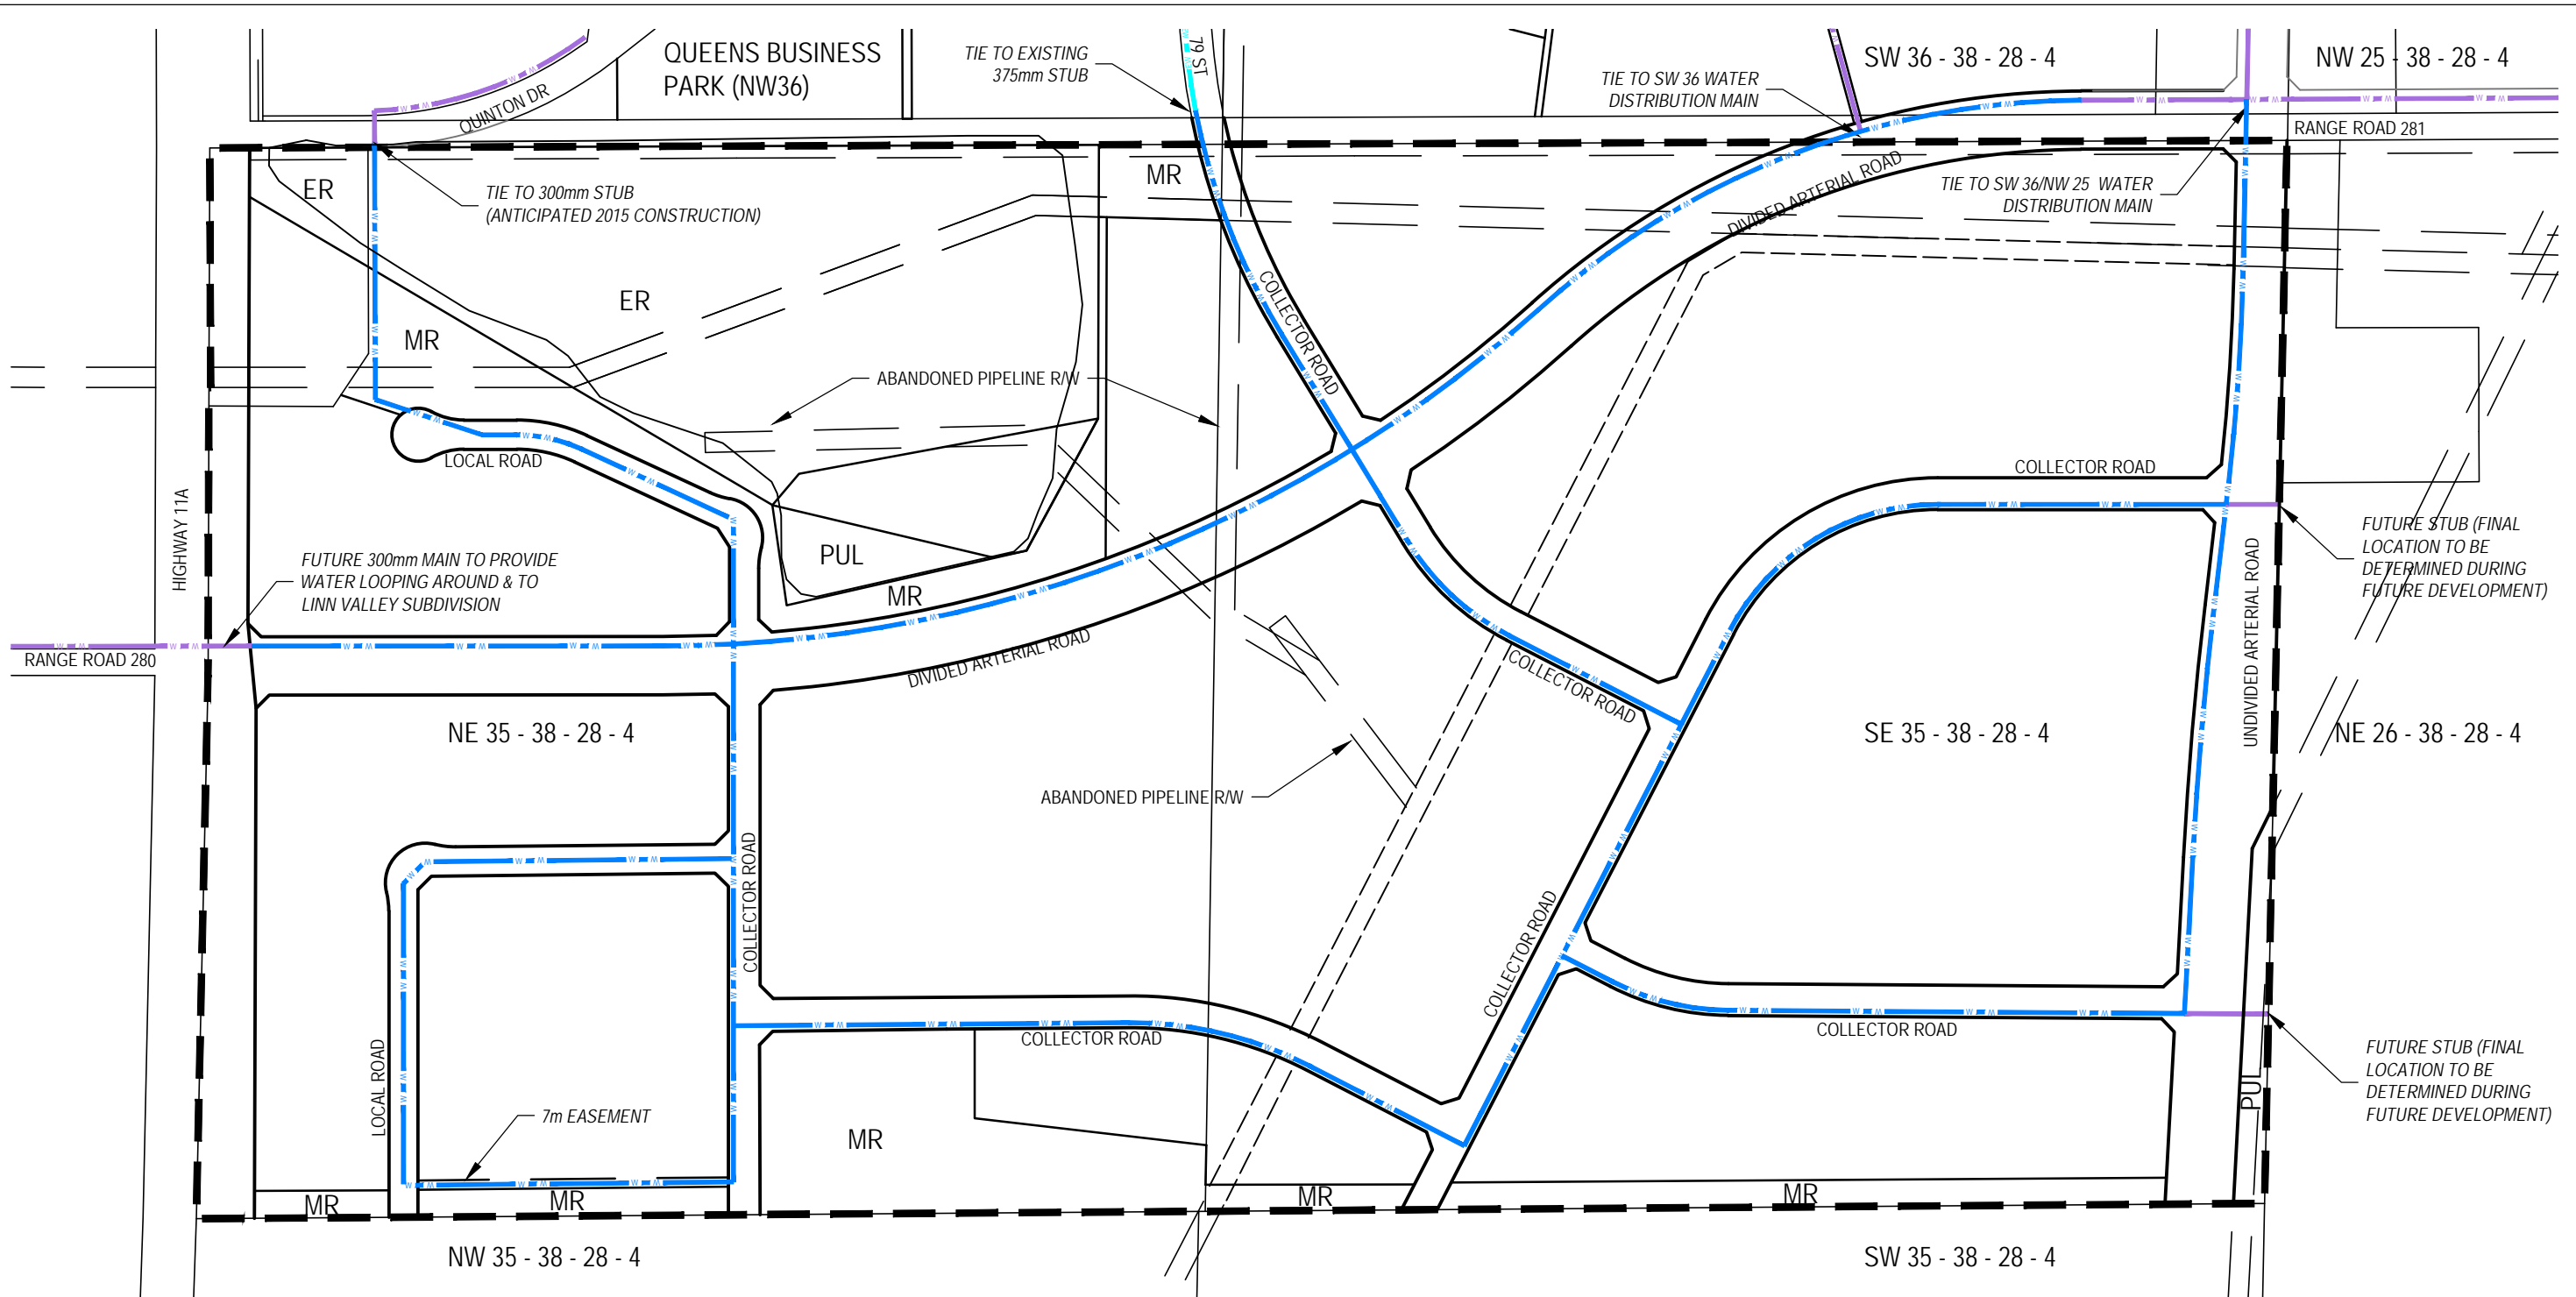 QUEENS BUSINESS
PARK (NW36)
QUINTON DR
TIE TO EXISTING
375mm STUB
79 ST
TIE TO SW 36 WATER
DISTRIBUTION MAIN
SW 36 - 38 - 28 - 4
NW 25 - 38 - 28 - 4
RANGE ROAD 281
ER
TIE TO 300mm STUB
(ANTICIPATED 2015 CONSTRUCTION)
MR
DIVIDED ARTERIAL ROAD
TIE TO SW 36/NW 25 WATER
DISTRIBUTION MAIN
ER
MR
COLLECTOR ROAD
ABANDONED PIPELINE R/W
LOCAL ROAD
COLLECTOR ROAD
HIGHWAY 11A
FUTURE 300mm MAIN TO PROVIDE
WATER LOOPING AROUND & TO
LINN VALLEY SUBDIVISION
PUL
MR
FUTURE STUB (FINAL
LOCATION TO BE
DETERMINED DURING
FUTURE DEVELOPMENT)
UNDIVIDED ARTERIAL ROAD
RANGE ROAD 280
DIVIDED ARTERIAL ROAD
COLLECTOR ROAD
NE 35 - 38 - 28 - 4
SE 35 - 38 - 28 - 4
NE 26 - 38 - 28 - 4
ABANDONED PIPELINE R/W
COLLECTOR ROAD
COLLECTOR ROAD
COLLECTOR ROAD
COLLECTOR ROAD
LOCAL ROAD
7m EASEMENT
MR
PUL
FUTURE STUB (FINAL
LOCATION TO BE
DETERMINED DURING
FUTURE DEVELOPMENT)
MR
MR
MR
MR
NW 35 - 38 - 28 - 4
SW 35 - 38 - 28 - 4